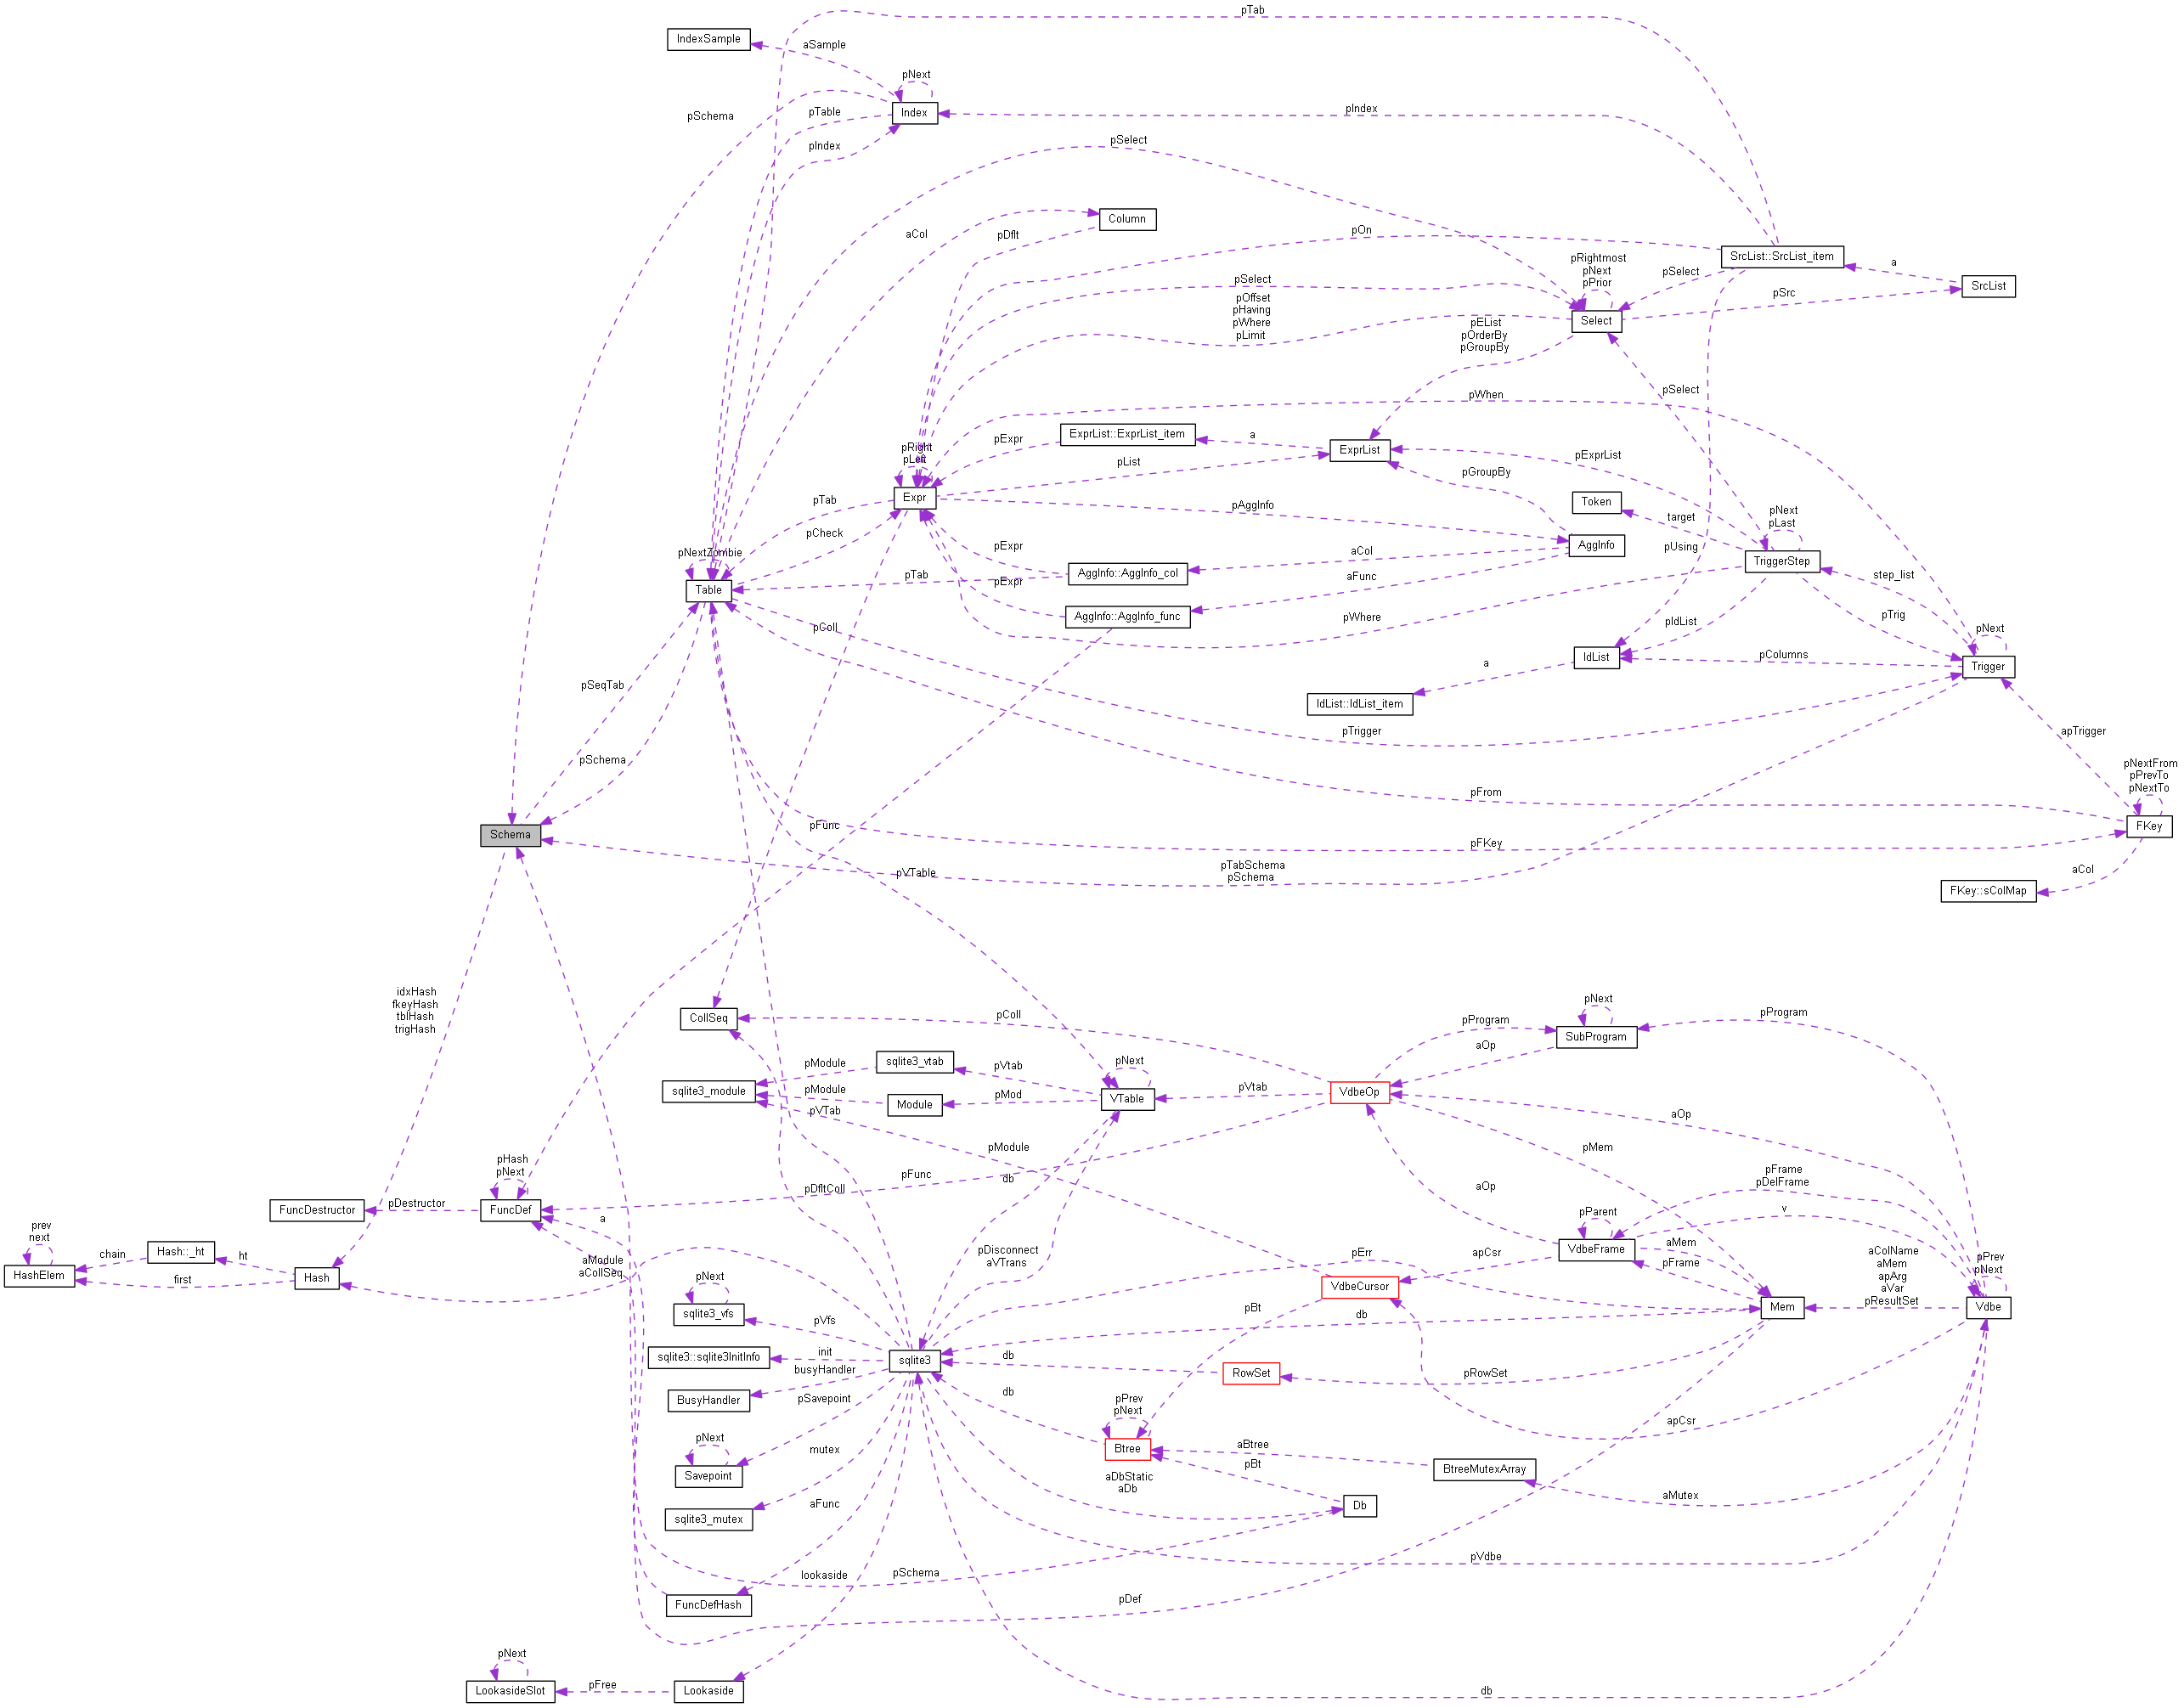 pTab
IndexSample
aSample
pNext
Index
pIndex
pSchema
pTable
pIndex
pSelect
Column
aCol
pDflt
pOn
SrcList::SrcList_item
pRightmost
pNext
pPrior
pSelect
a
SrcList
pSrc
Select
pSelect
pOffset
pHaving
pWhere
pLimit
pEList
pOrderBy
pGroupBy
pSelect
pWhen
ExprList::ExprList_item
a
pExpr
ExprList
pRight
pLeft
pList
pExprList
pGroupBy
Expr
Token
pTab
pAggInfo
target
pNext
pLast
pCheck
AggInfo
pUsing
TriggerStep
pNextZombie
pExpr
aCol
AggInfo::AggInfo_col
pTab
pExpr
aFunc
step_list
Table
AggInfo::AggInfo_func
pColl
pWhere
pIdList
pTrig
pNext
IdList
pColumns
Trigger
a
IdList::IdList_item
pSeqTab
pTrigger
apTrigger
pSchema
pNextFrom
pPrevTo
pNextTo
pFrom
Schema
pFunc
FKey
pFKey
pVTable
pTabSchema
pSchema
aCol
FKey::sColMap
idxHash
fkeyHash
tblHash
trigHash
CollSeq
pColl
pNext
pProgram
pProgram
SubProgram
aOp
sqlite3_vtab
pModule
pVtab
pNext
sqlite3_module
pModule
Module
pMod
VTable
pVtab
VdbeOp
pVTab
aOp
pModule
pMem
pHash
pNext
pFunc
db
pFrame
pDelFrame
FuncDestructor
pDestructor
FuncDef
pDfltColl
aOp
pParent
v
a
prev
next
Hash::_ht
chain
ht
VdbeFrame
aMem
HashElem
first
Hash
aModule
aCollSeq
pDisconnect
aVTrans
pErr
apCsr
pFrame
aColName
aMem
apArg
aVar
pResultSet
pPrev
pNext
pNext
VdbeCursor
Mem
Vdbe
sqlite3_vfs
pVfs
pBt
db
sqlite3::sqlite3InitInfo
init
sqlite3
db
RowSet
pRowSet
busyHandler
BusyHandler
pSavepoint
db
pPrev
pNext
apCsr
pNext
Savepoint
mutex
Btree
aBtree
pBt
BtreeMutexArray
aDbStatic
aDb
Db
aMutex
sqlite3_mutex
aFunc
pVdbe
lookaside
pSchema
FuncDefHash
pDef
pNext
LookasideSlot
pFree
Lookaside
db